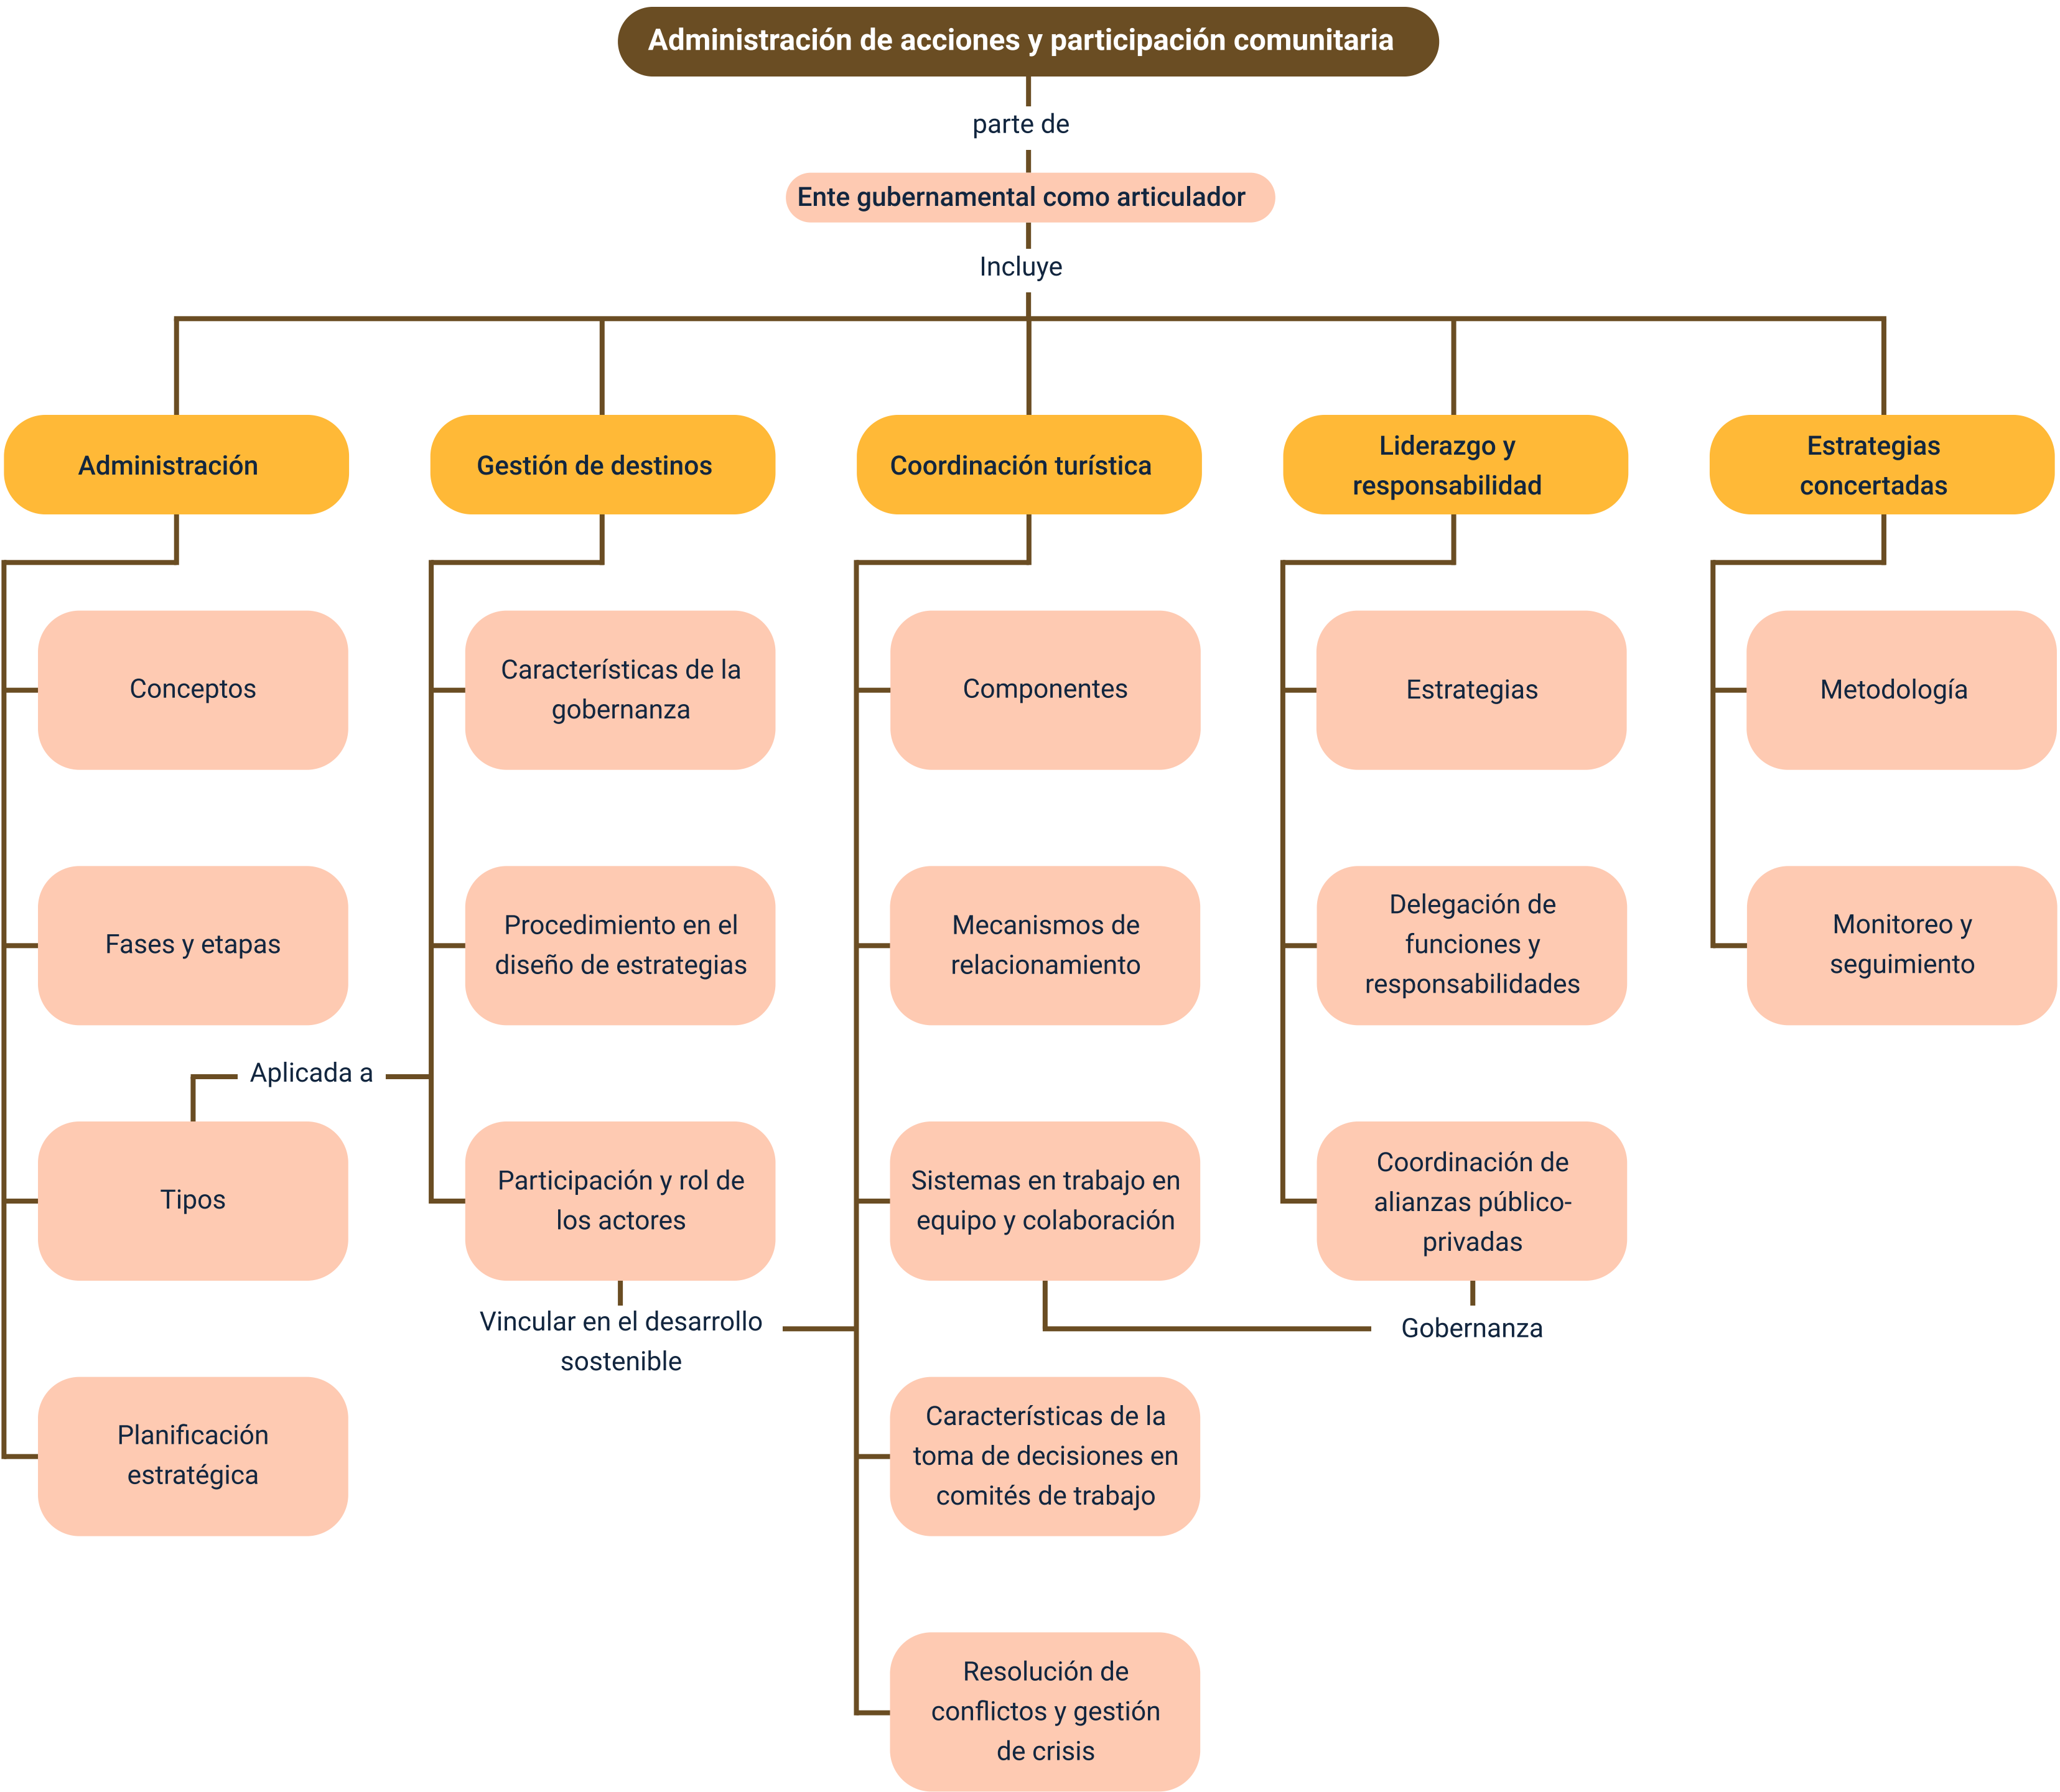 Administración de acciones y participación comunitaria
parte de
Ente gubernamental como articulador
Incluye
Administración
Gestión de destinos
Coordinación turística
Liderazgo y
responsabilidad
Estrategias
concertadas
Conceptos
Características de la
gobernanza
Componentes
Estrategias
Metodología
Fases y etapas
Procedimiento en el
diseño de estrategias
Mecanismos de
relacionamiento
Delegación de
funciones y
responsabilidades
Monitoreo y
seguimiento
Aplicada a
Tipos
Participación y rol de
los actores
Sistemas en trabajo en
equipo y colaboración
Coordinación de
alianzas público-
privadas
Vincular en el desarrollo
sostenible
Gobernanza
Planificación
estratégica
Características de la
toma de decisiones en
comités de trabajo
Resolución de
conflictos y gestión
de crisis